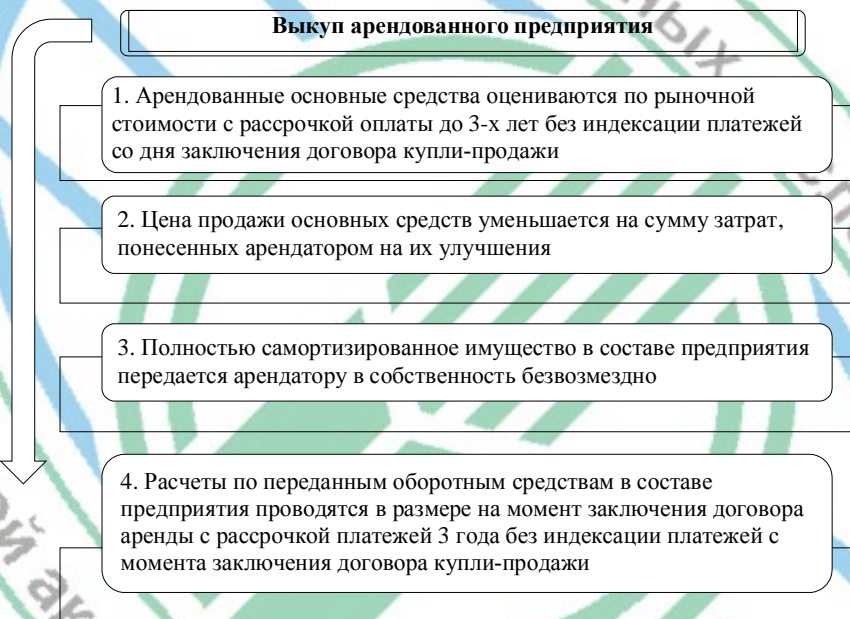 Выкуп арендованного предприятия
1. Арендованные основные средства оцениваются по рыночной
стоимости с рассрочкой оплаты до 3-х лет без индексации платежей
со дня заключения договора купли-продажи
2. Цена продажи основных средств уменьшается на сумму затрат,
понесенных арендатором на их улучшения
3. Полностью самортизированное имущество в составе предприятия
передается арендатору в собственность безвозмездно
4. Расчеты по переданным оборотным средствам в составе
предприятия проводятся в размере на момент заключения договора
аренды с рассрочкой платежей 3 года без индексации платежей с
момента заключения договора купли-продажи